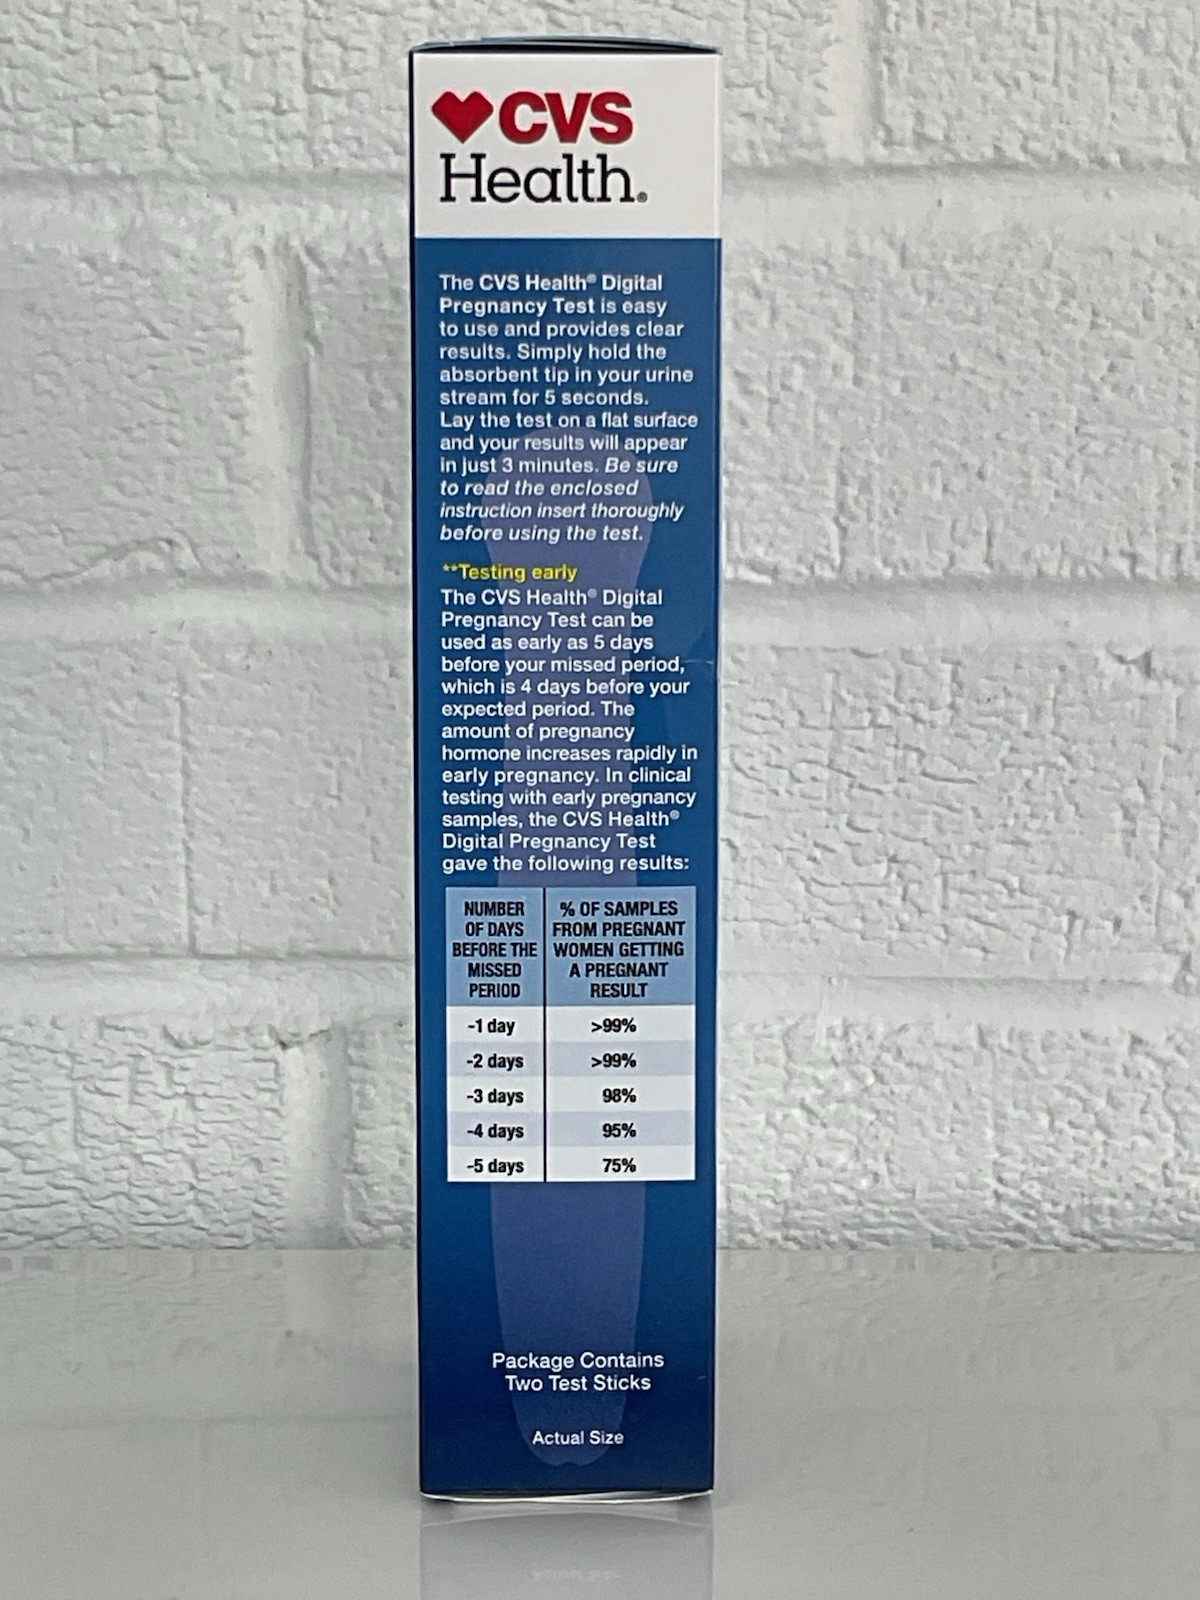 CVS
Health®
The CVS Health® Digital
Pregnancy Test is easy
to use and provides clear
results. Simply hold the
absorbent tip in your urine
stream for 5 seconds.
Lay the test on a flat surface
and your results will appear
in just 3 minutes. Be sure
to read the enclosed
instruction insert thoroughly
before using the test.
**Testing early
The CVS Health® Digital
Pregnancy Test can be
used as early as 5 days
before your missed period,
which is 4 days before your
expected period. The
amount of pregnancy
hormone increases rapidly in
early pregnancy. In clinical
testing with early pregnancy
samples, the CVS Health®
Digital Pregnancy Test
gave the following results:
NUMBER
OF DAYS
BEFORE THE
MISSED
PERIOD
% OF SAMPLES
FROM PREGNANT
WOMEN GETTING
A PREGNANT
RESULT
-1 day >99%
-2 days >99%
-3 days 98%
-4 days 95%
-5 days 75%
Package Contains
Two Test Sticks
Actual Size